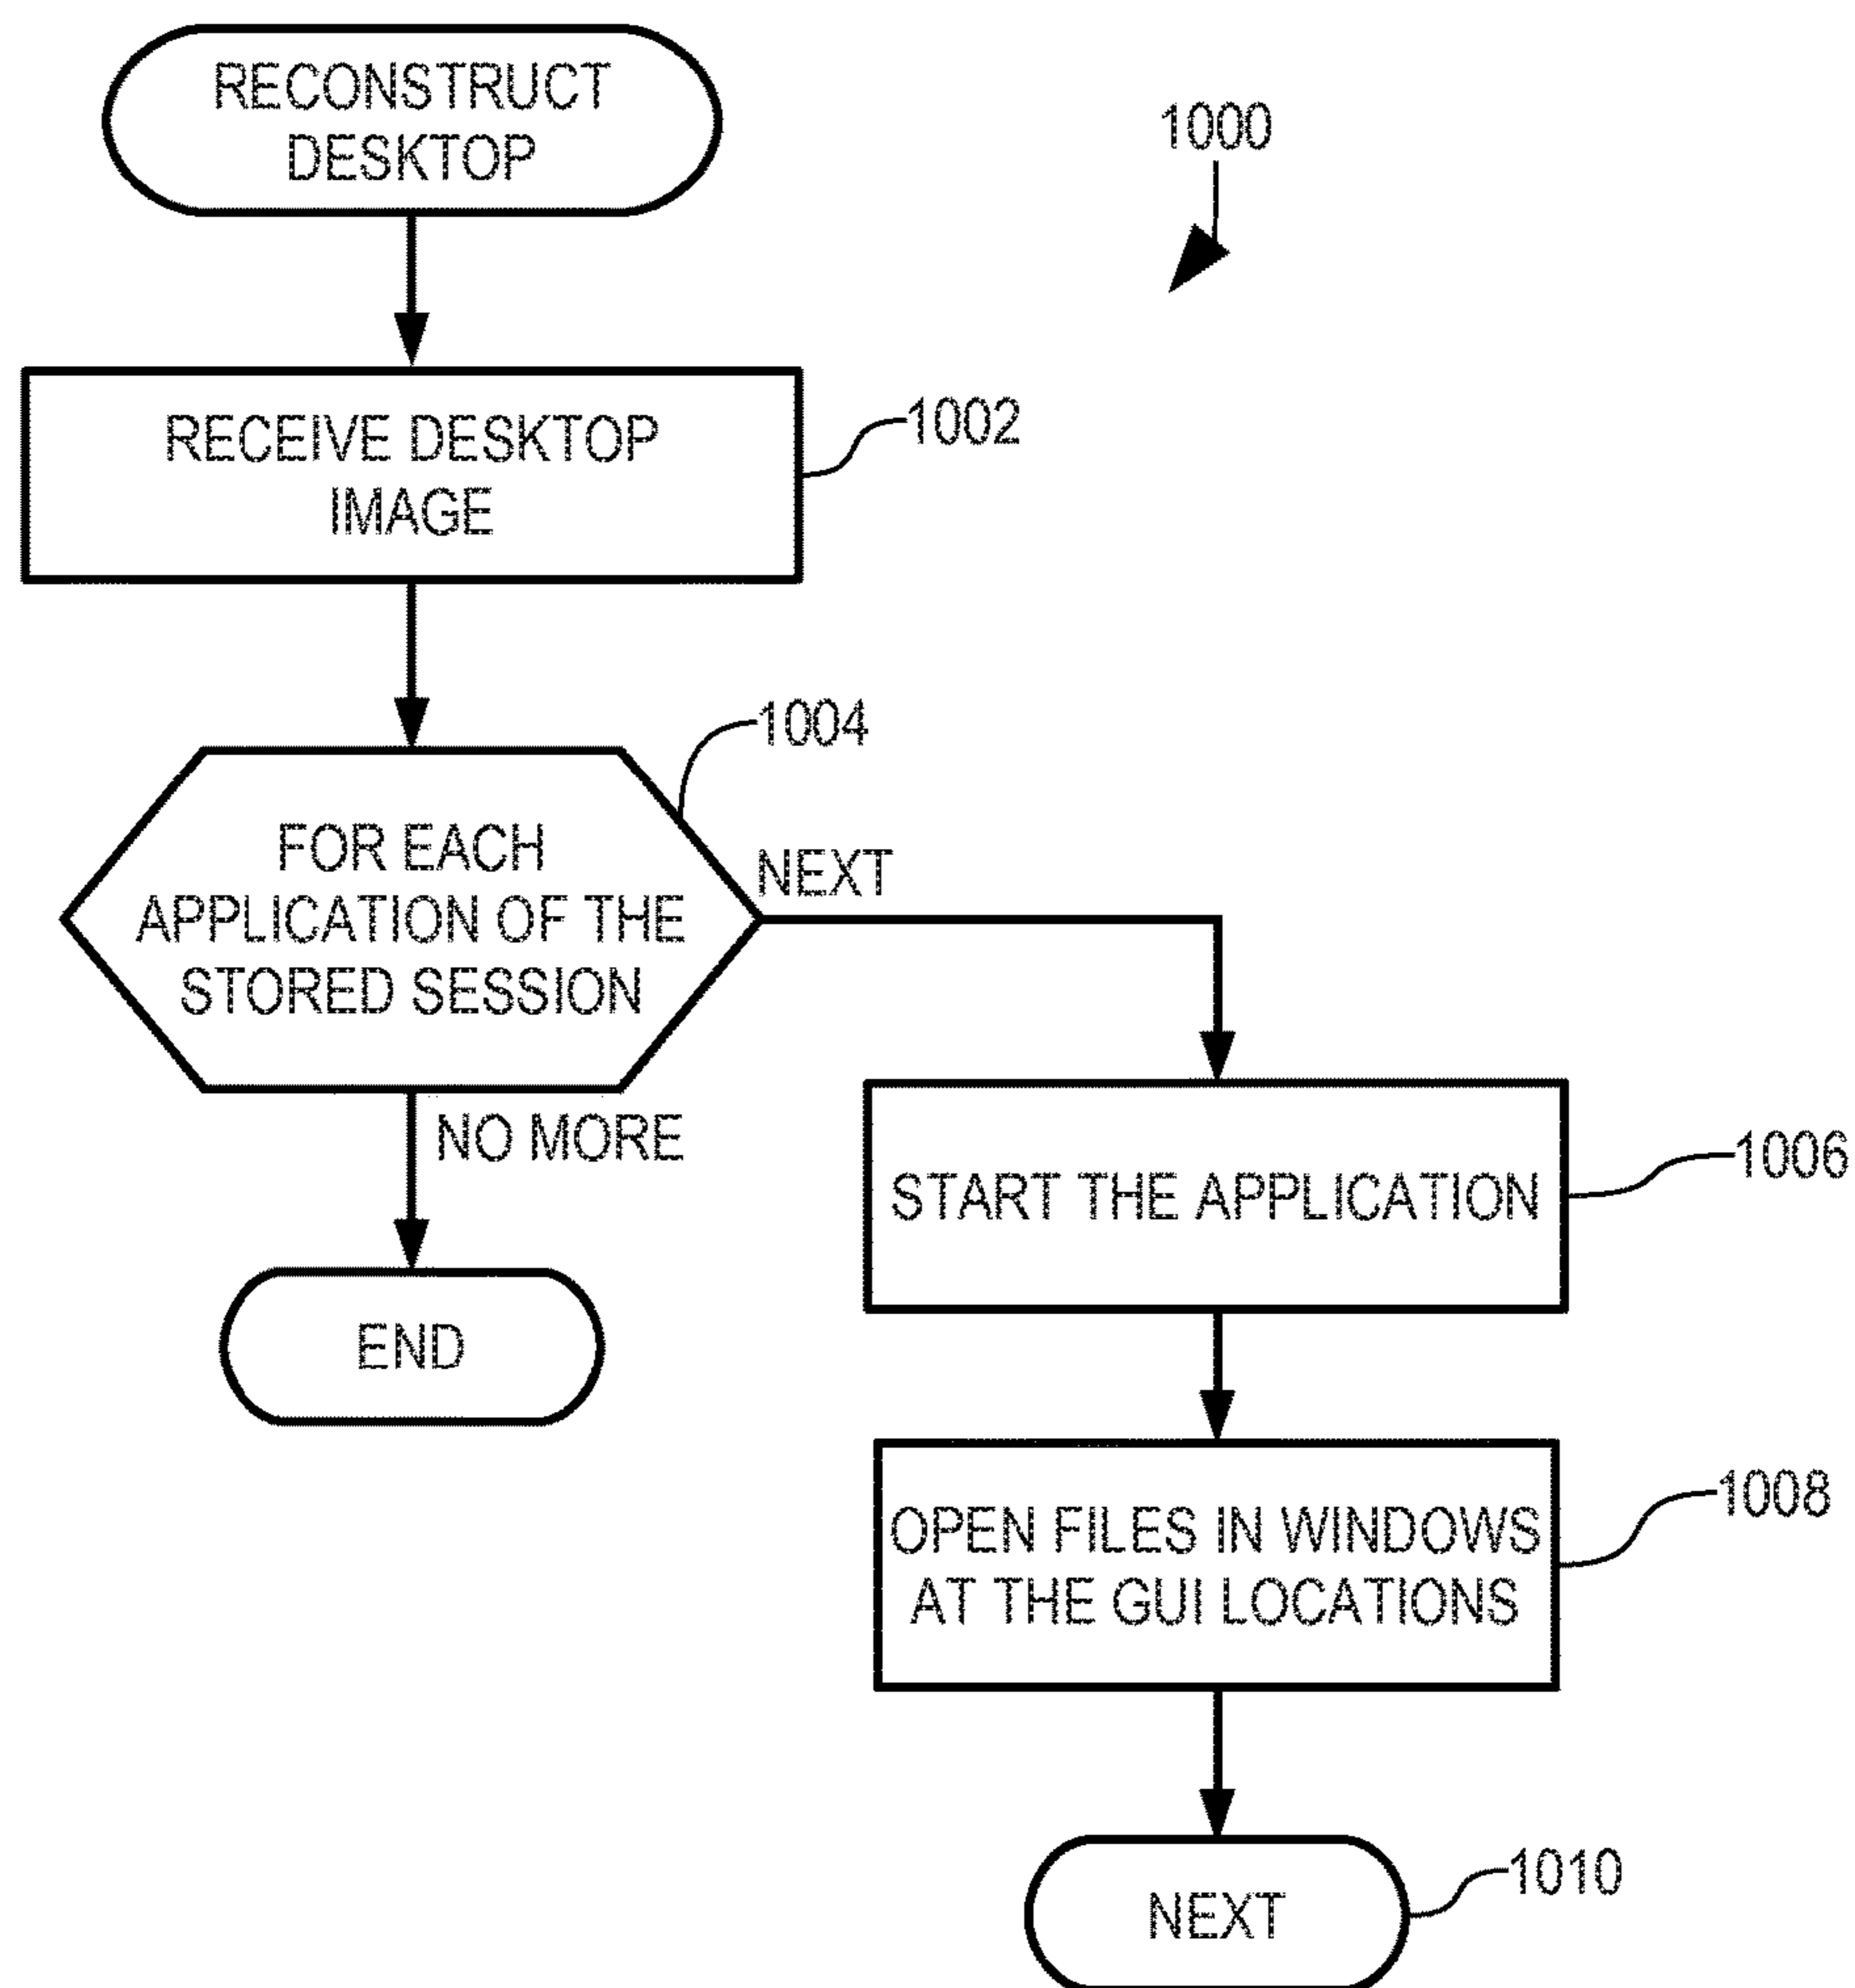 RECONSTRUCT
DESKTOP
1000
RECEIVE DESKTOP
IMAGE
1002
1004
FOR EACH
APPLICATION OF THE
STORED SESSION
NEXT
NO MORE
END
START THE APPLICATION
1006
OPEN FILES IN WINDOWS
AT THE GUI LOCATIONS
1008
NEXT
1010